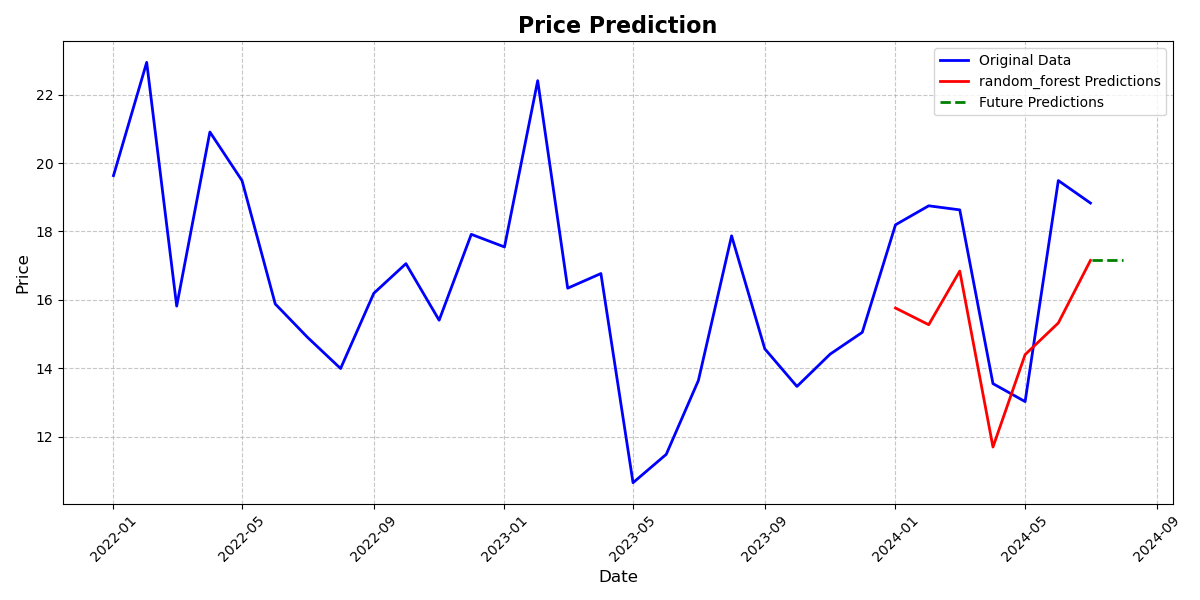 Price Prediction
Original Data
random_forest Predictions
Future Predictions
Price
22
20
18
16
14
12
2022-01
2022-05
2022-09
2023-01
2023-05
2023-09
2024-01
2024-05
2024-09
Date